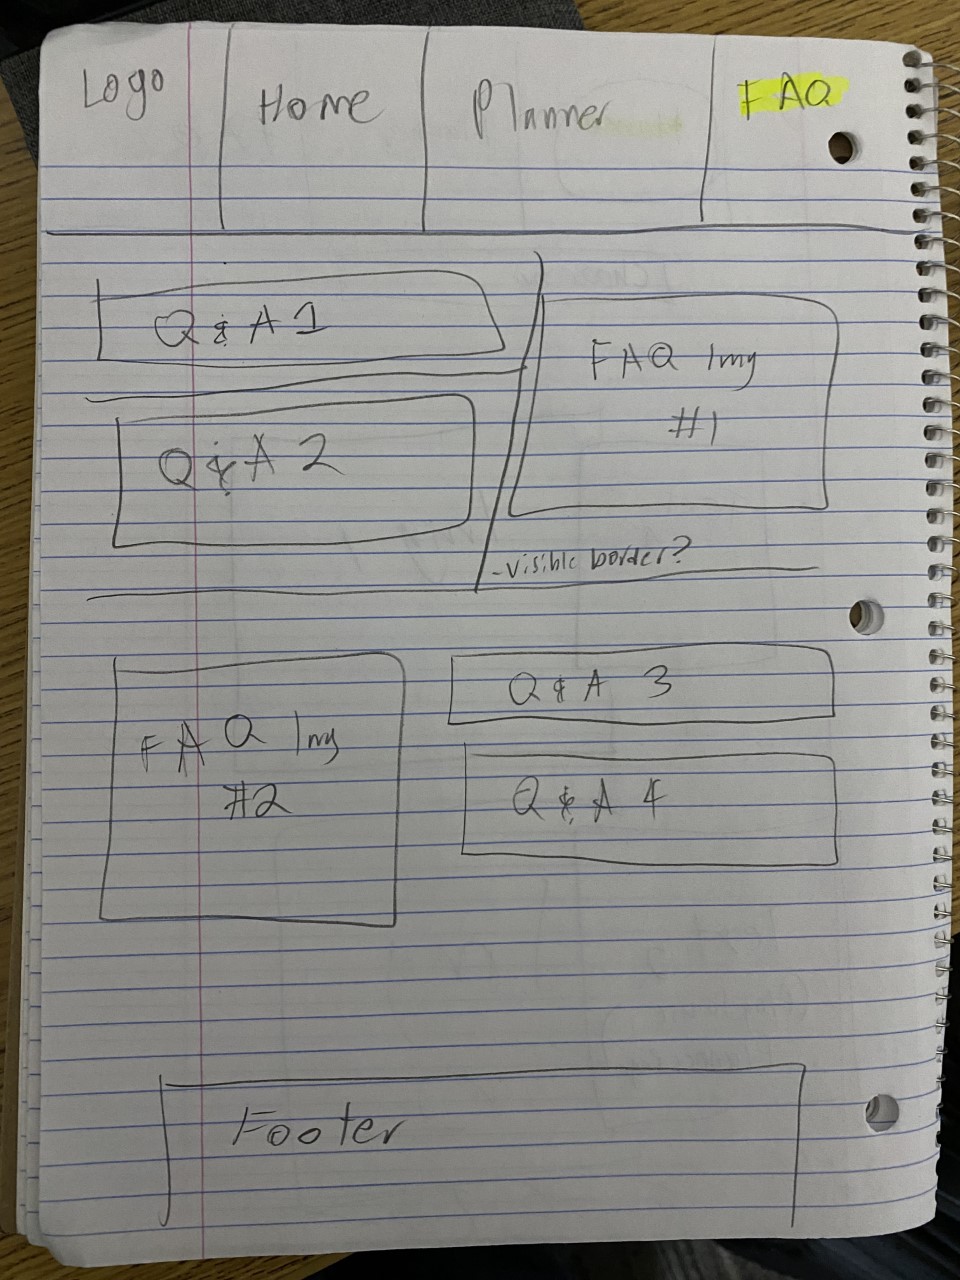 Logo
Home
Planner
FAQ
Q & A 1
FAQ Img
#1
Q & A 2
- visible border?
FAQ Img
#2
Q & A 3
Q & A 4
Footer